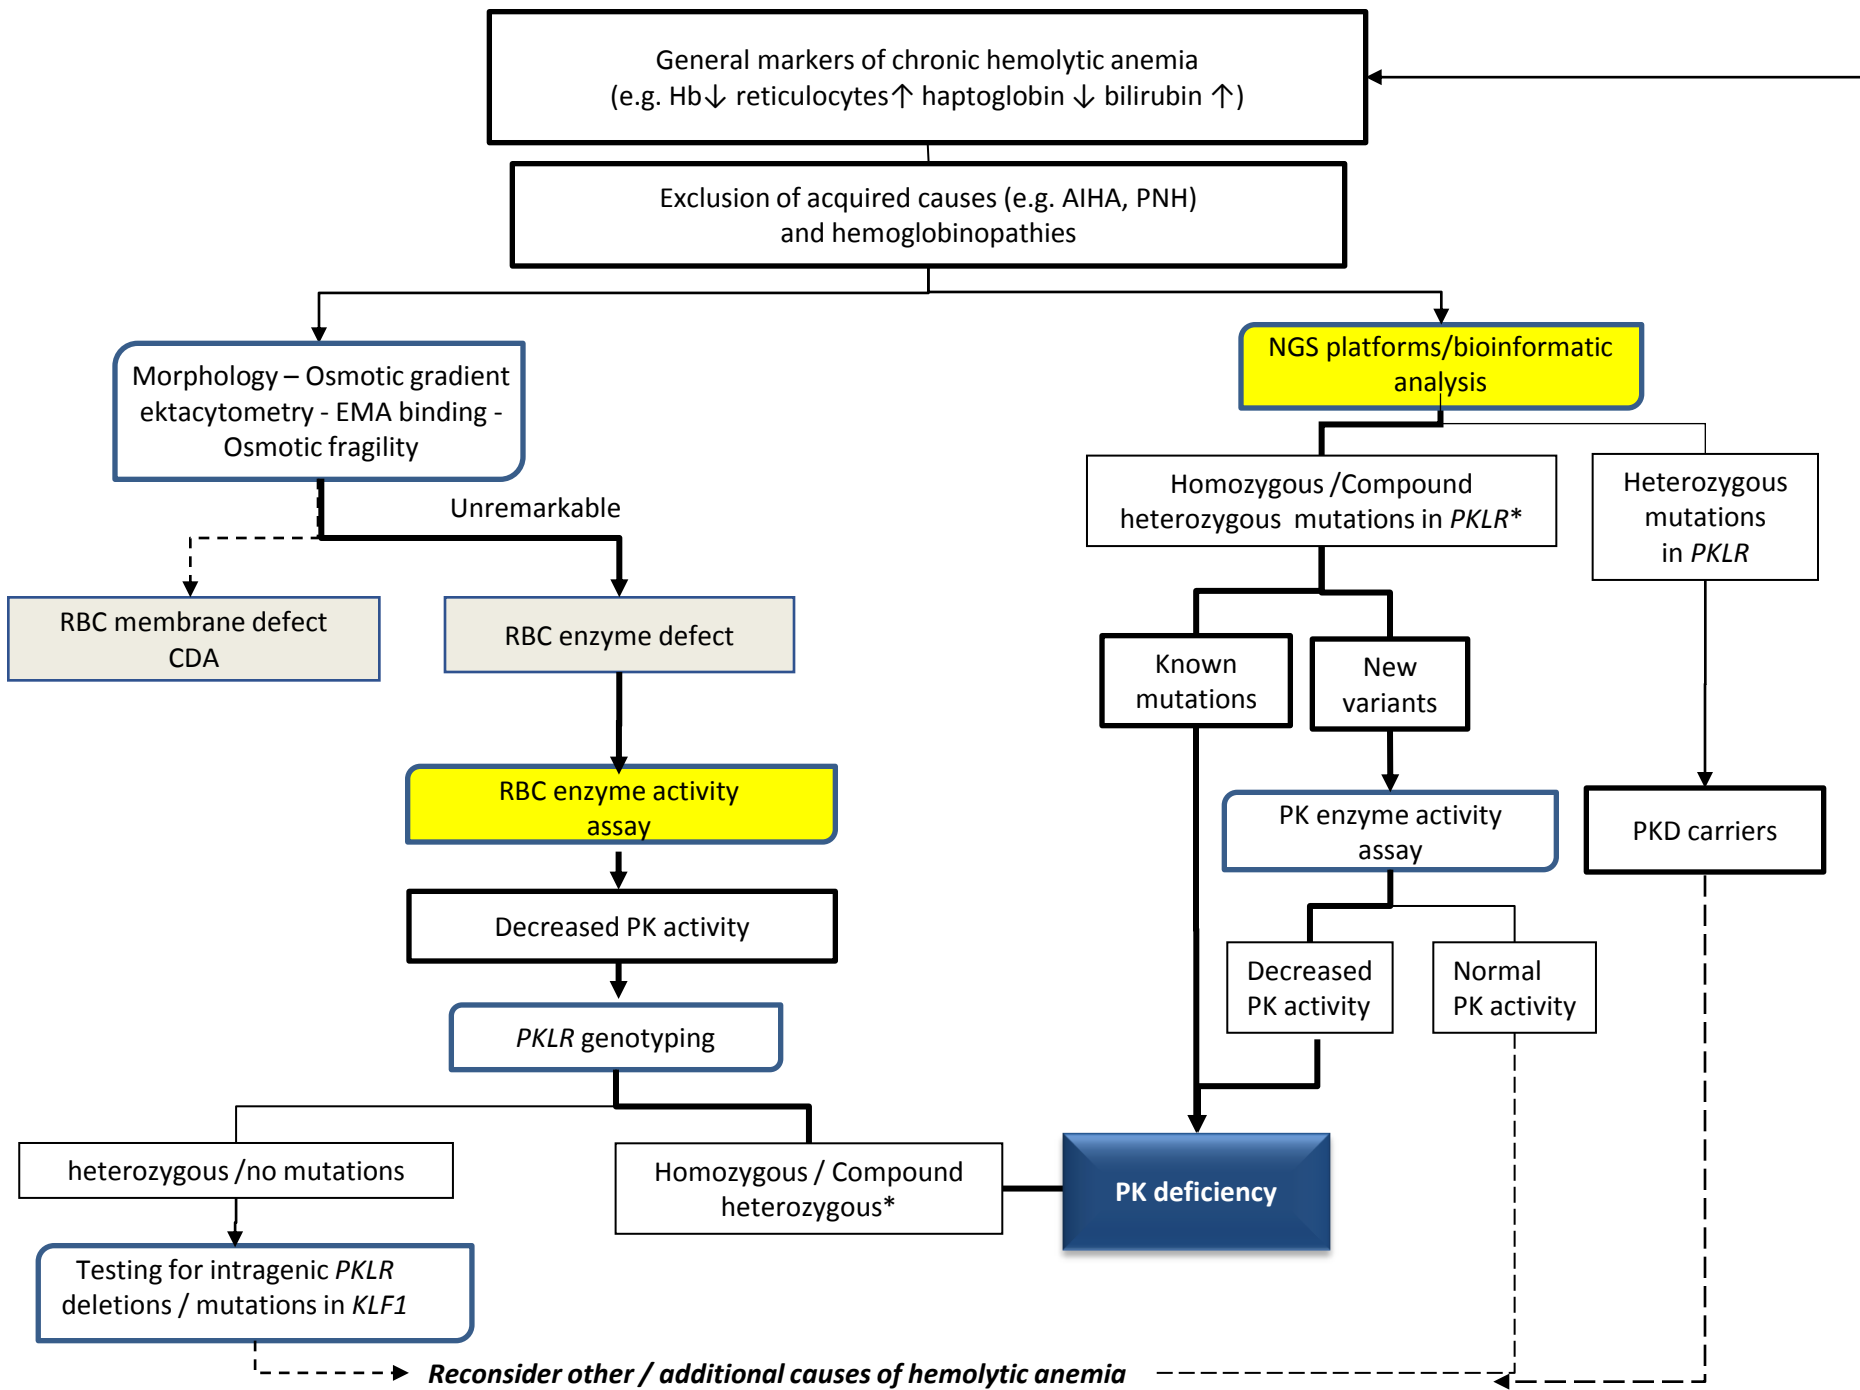 General markers of chronic hemolytic anemia
(e.g. Hb↓ reticulocytes↑ haptoglobin ↓ bilirubin ↑)
Exclusion of acquired causes (e.g. AIHA, PNH)
and hemoglobinopathies
Morphology – Osmotic gradient
ektacytometry - EMA binding -
Osmotic fragility
NGS platforms/bioinformatic
analysis
Unremarkable
Homozygous /Compound
heterozygous mutations in PKLR*
Heterozygous
mutations
in PKLR
RBC membrane defect
CDA
RBC enzyme defect
Known
mutations
New
variants
RBC enzyme activity
assay
PK enzyme activity
assay
PKD carriers
Decreased PK activity
Decreased
PK activity
Normal
PK activity
PKLR genotyping
heterozygous /no mutations
Homozygous / Compound
heterozygous*
PK deficiency
Testing for intragenic PKLR
deletions / mutations in KLF1
Reconsider other / additional causes of hemolytic anemia